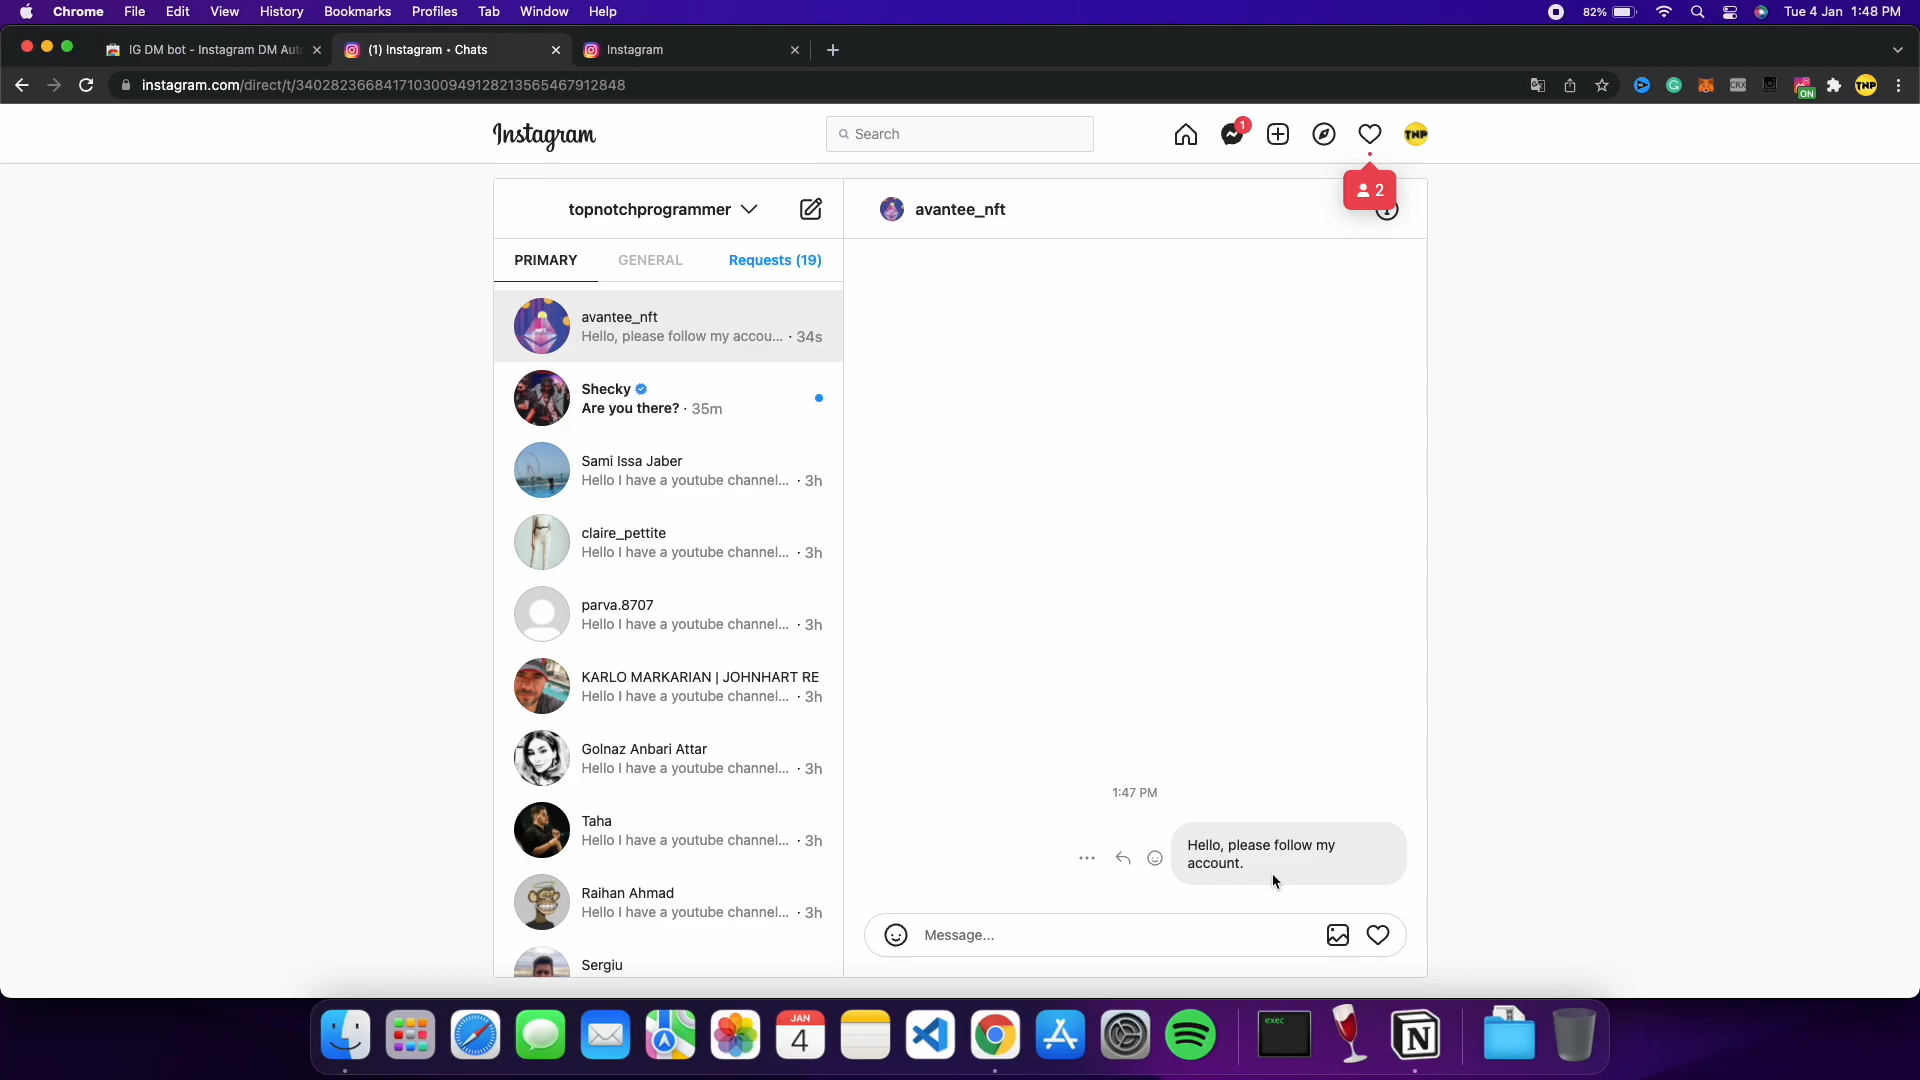 Chrome File Edit View History Bookmarks Profiles Tab Window Help 82% Tue 4 Jan 1:48 PM
IG DM bot - Instagram DM Aut (1) Instagram • Chats Instagram
instagram.com/direct/t/340282366841710300949128213565467912848 CRX ON TNP
Instagram Search 1 TNP
2
topnotchprogrammer avantee_nft
PRIMARY GENERAL Requests (19)
avantee_nft
Hello, please follow my accou... · 34s
Shecky
Are you there? · 35m
Sami Issa Jaber
Hello I have a youtube channel... · 3h
claire_pettite
Hello I have a youtube channel... · 3h
parva.8707
Hello I have a youtube channel... · 3h
KARLO MARKARIAN | JOHNHART RE
Hello I have a youtube channel... · 3h
Golnaz Anbari Attar
Hello I have a youtube channel... · 3h
Taha
Hello I have a youtube channel... · 3h
Raihan Ahmad
Hello I have a youtube channel... · 3h
Sergiu
1:47 PM
Hello, please follow my
account.
Message...
JAN
4
exec